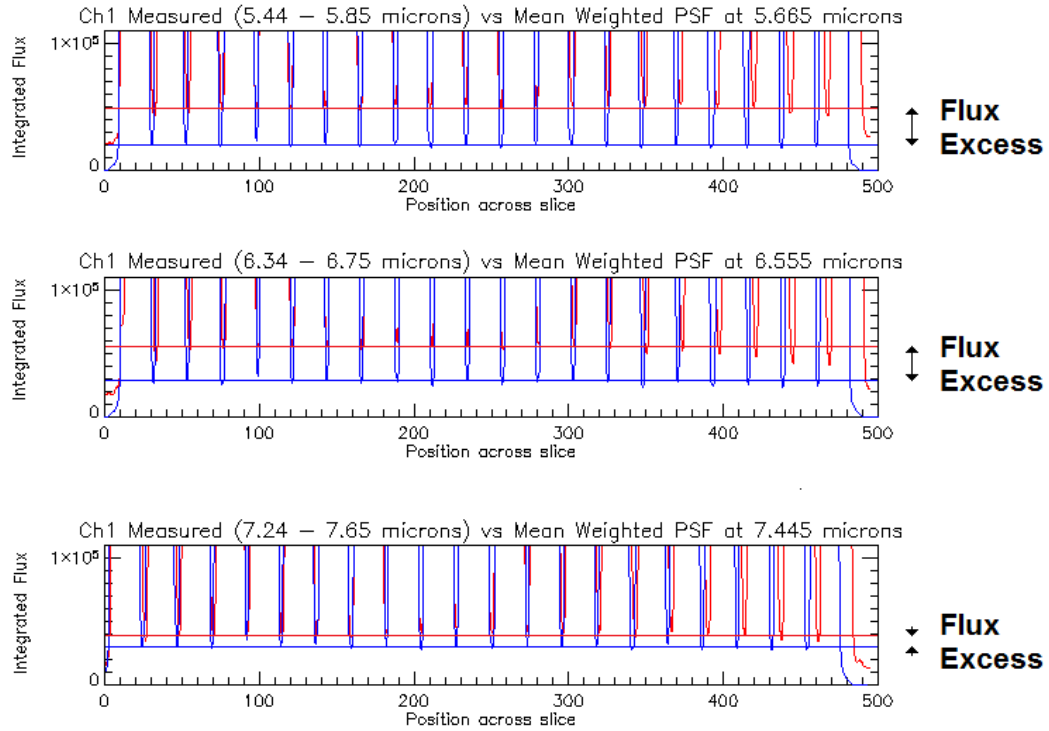 Ch1 Measured (5.44 – 5.85 microns) vs Mean Weighted PSF at 5.665 microns
Integrated Flux
1×10⁵
0
0 100 200 300 400 500
Position across slice
Flux
Excess
Ch1 Measured (6.34 – 6.75 microns) vs Mean Weighted PSF at 6.555 microns
Integrated Flux
1×10⁵
0
0 100 200 300 400 500
Position across slice
Flux
Excess
Ch1 Measured (7.24 – 7.65 microns) vs Mean Weighted PSF at 7.445 microns
Integrated Flux
1×10⁵
0
0 100 200 300 400 500
Position across slice
Flux
Excess